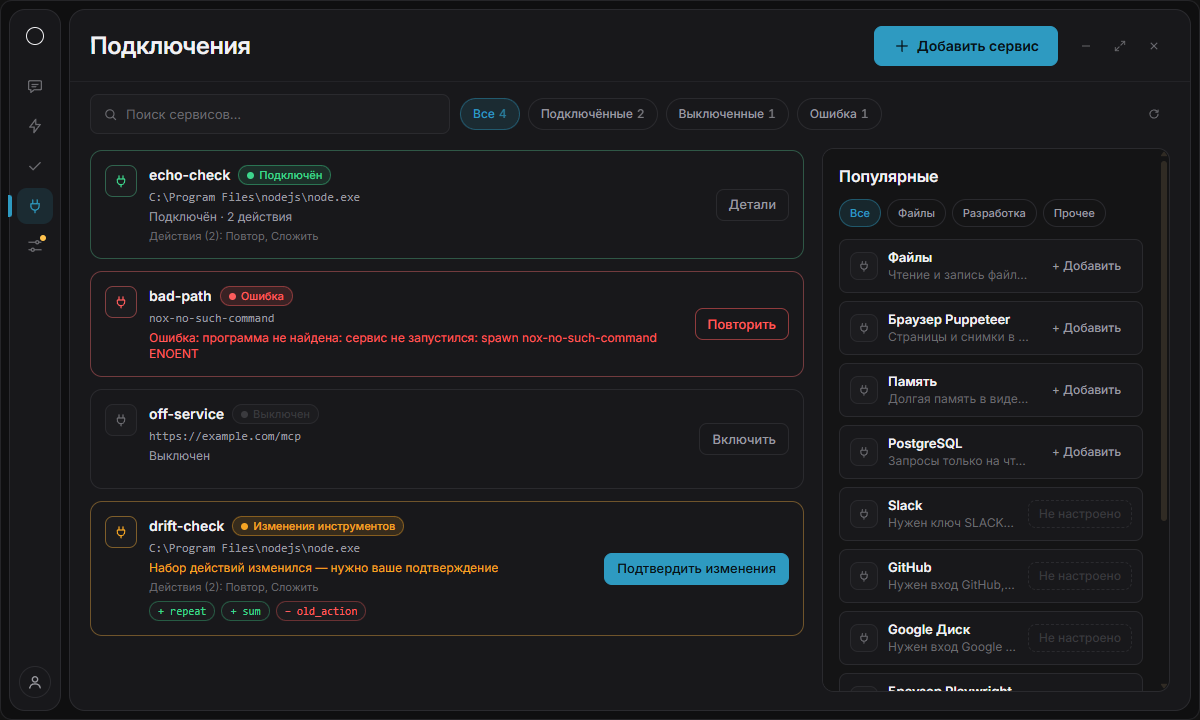 Подключения
+ Добавить сервис
Поиск сервисов...
Все 4
Подключённые 2
Выключенные 1
Ошибка 1
echo-check
Подключён
C:\Program Files\nodejs\node.exe
Подключён · 2 действия
Действия (2): Повтор, Сложить
Детали
bad-path
Ошибка
nox-no-such-command
Ошибка: программа не найдена: сервис не запустился: spawn nox-no-such-command
ENOENT
Повторить
off-service
Выключен
https://example.com/mcp
Выключен
Включить
drift-check
Изменения инструментов
C:\Program Files\nodejs\node.exe
Набор действий изменился — нужно ваше подтверждение
Действия (2): Повтор, Сложить
+ repeat
+ sum
− old_action
Подтвердить изменения
Популярные
Все
Файлы
Разработка
Прочее
Файлы
Чтение и запись файл...
+ Добавить
Браузер Puppeteer
Страницы и снимки в ...
+ Добавить
Память
Долгая память в виде...
+ Добавить
PostgreSQL
Запросы только на чт...
+ Добавить
Slack
Нужен ключ SLACK...
Не настроено
GitHub
Нужен вход GitHub,...
Не настроено
Google Диск
Нужен вход Google ...
Не настроено
Браузер Playwright